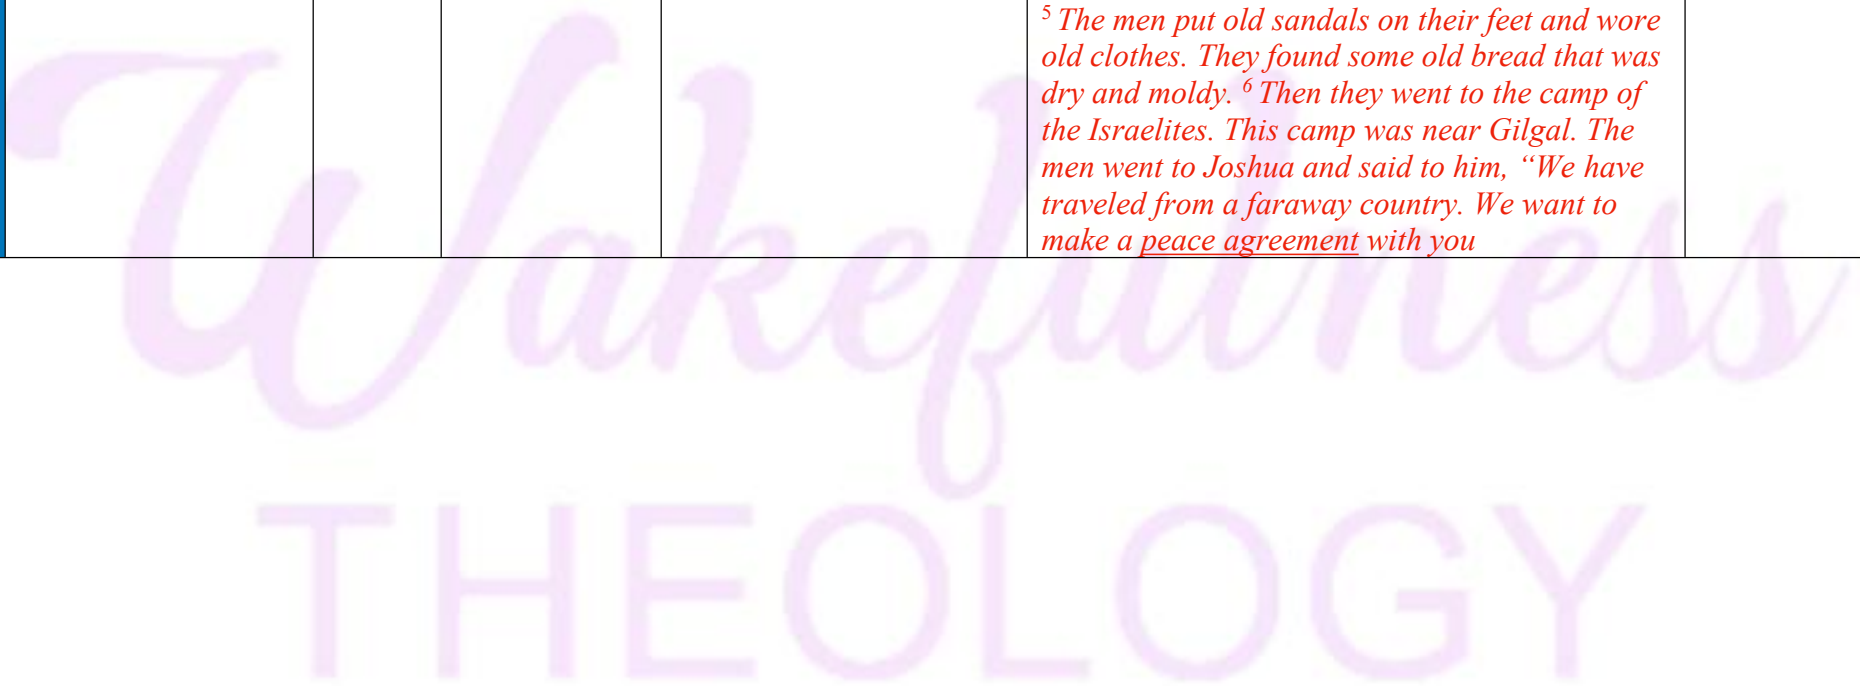 5 The men put old sandals on their feet and wore
old clothes. They found some old bread that was
dry and moldy. 6 Then they went to the camp of
the Israelites. This camp was near Gilgal. The
men went to Joshua and said to him, “We have
traveled from a faraway country. We want to
make a peace agreement with you
Wakefulness
THEOLOGY